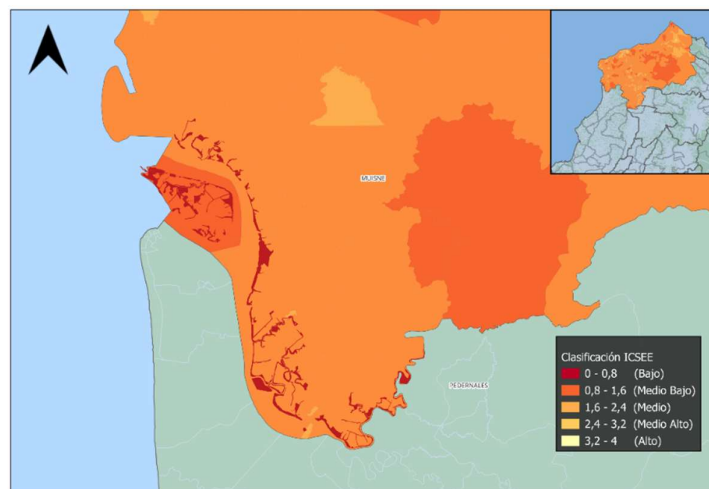 MUISNE
PEDERNALES
Clasificación ICSEE
0 - 0,8 (Bajo)
0,8 - 1,6 (Medio Bajo)
1,6 - 2,4 (Medio)
2,4 - 3,2 (Medio Alto)
3,2 - 4 (Alto)